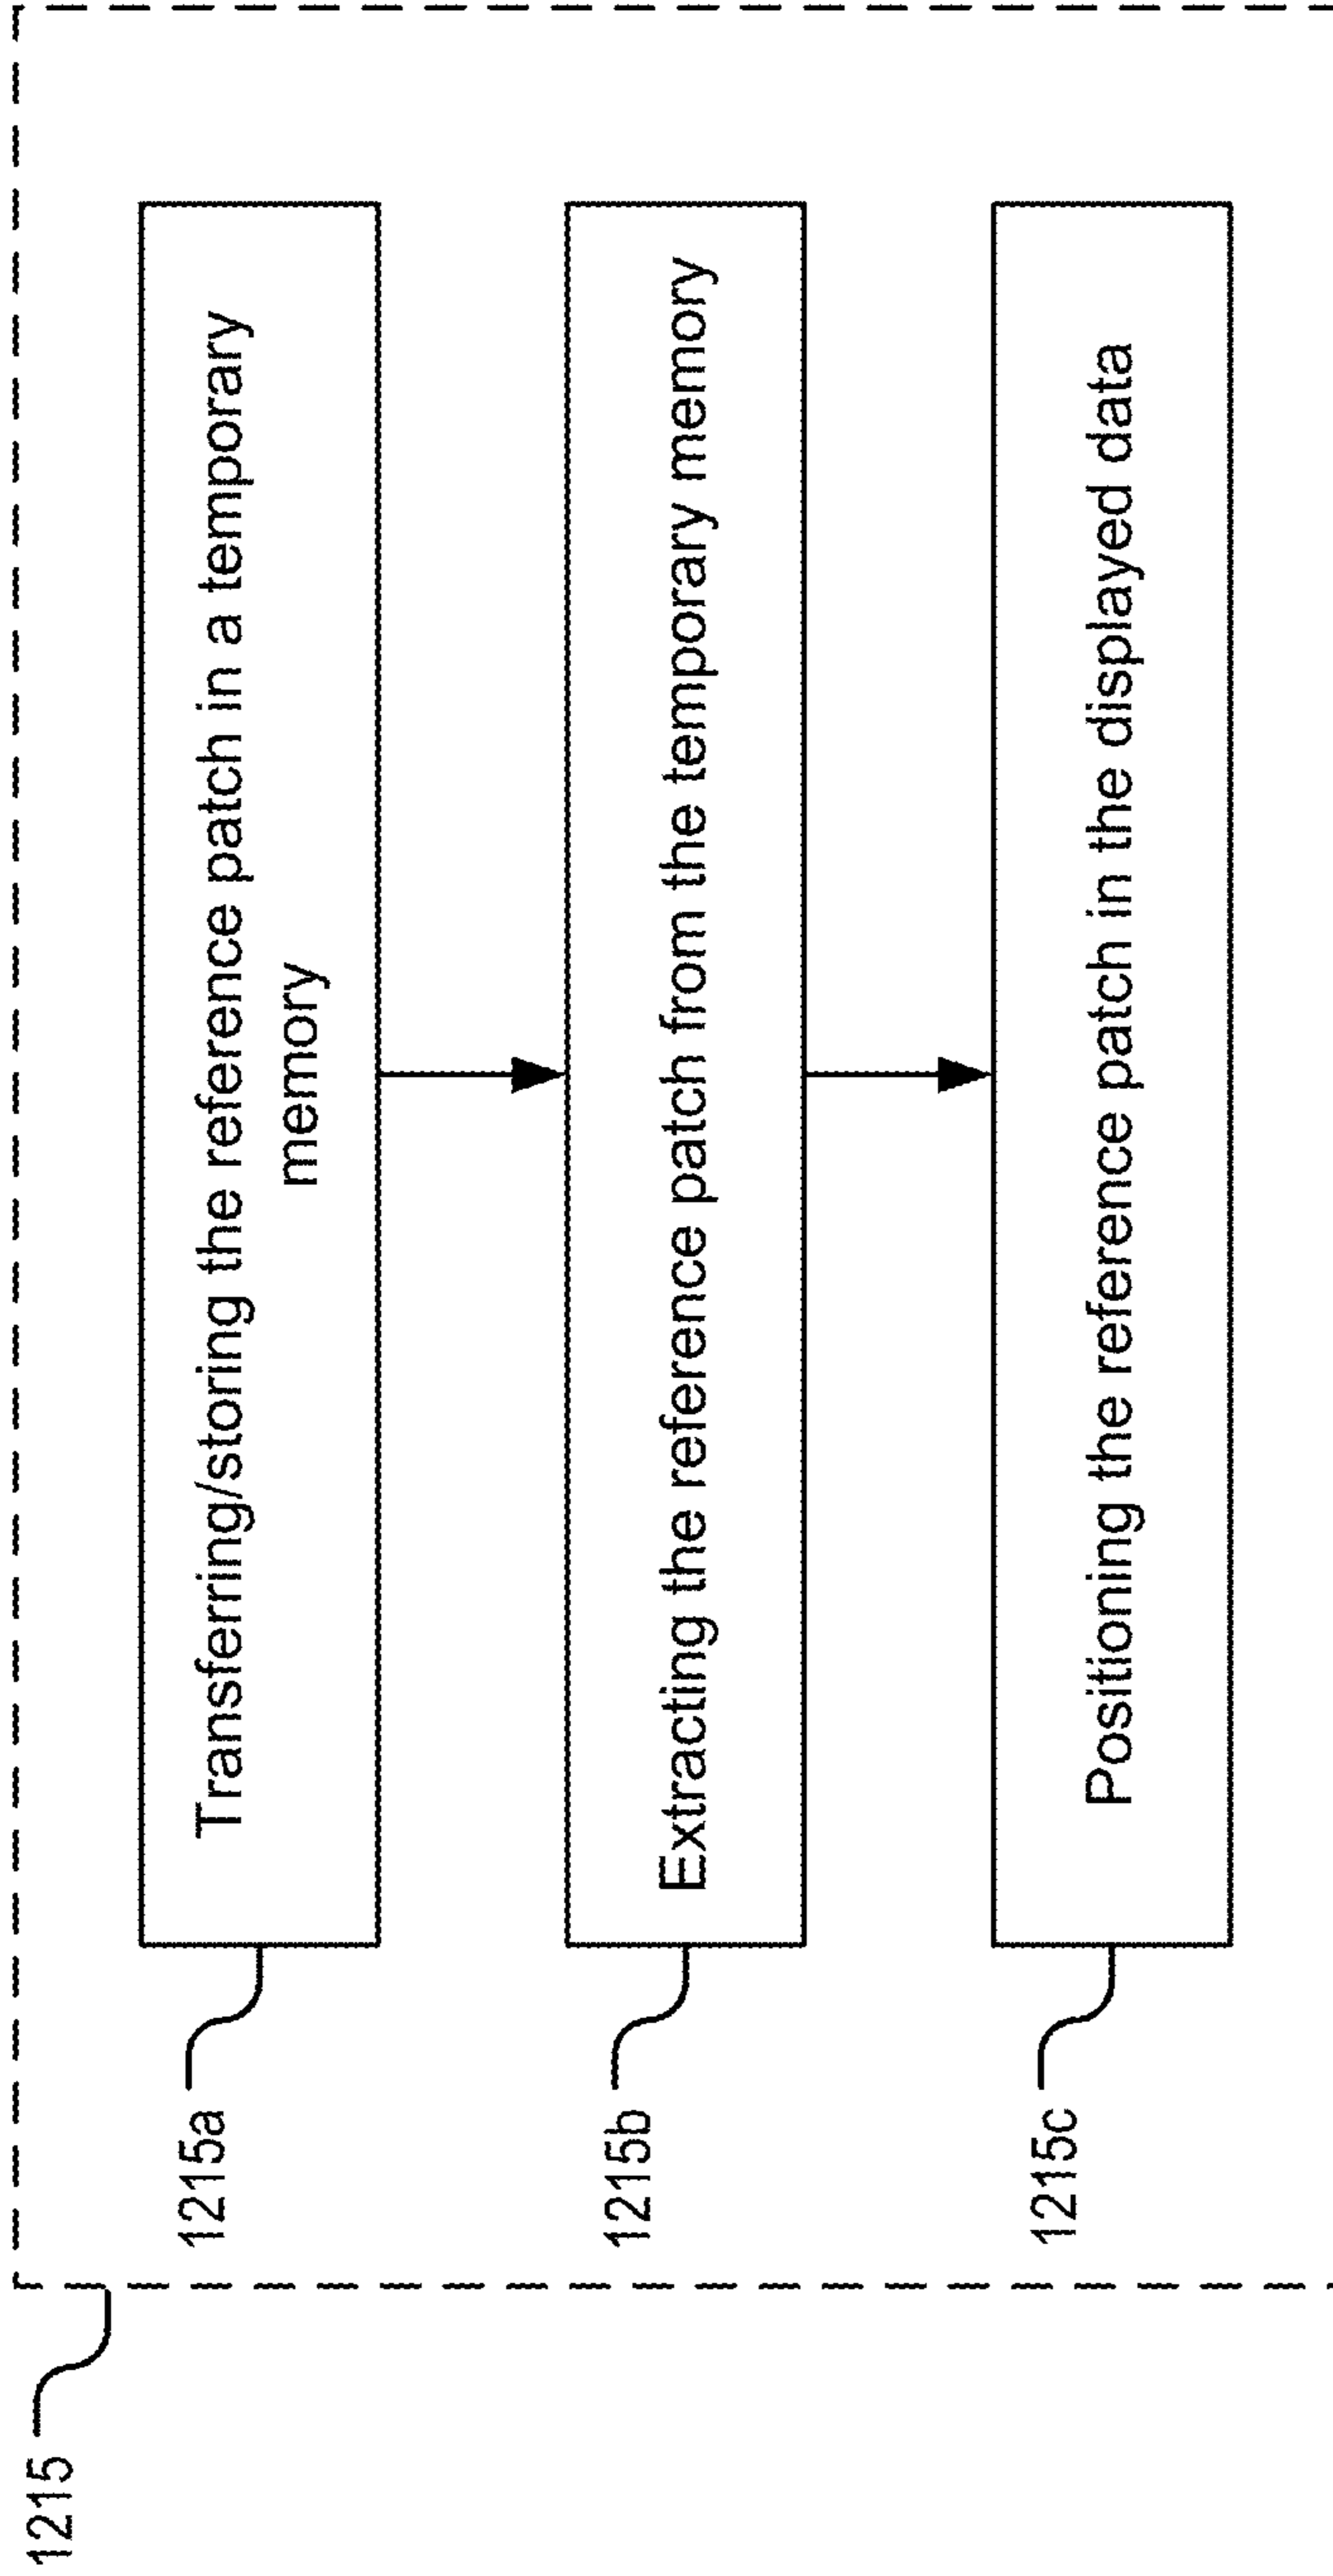 1215
1215a
Transferring/storing the reference patch in a temporary
memory
1215b
Extracting the reference patch from the temporary memory
1215c
Positioning the reference patch in the displayed data